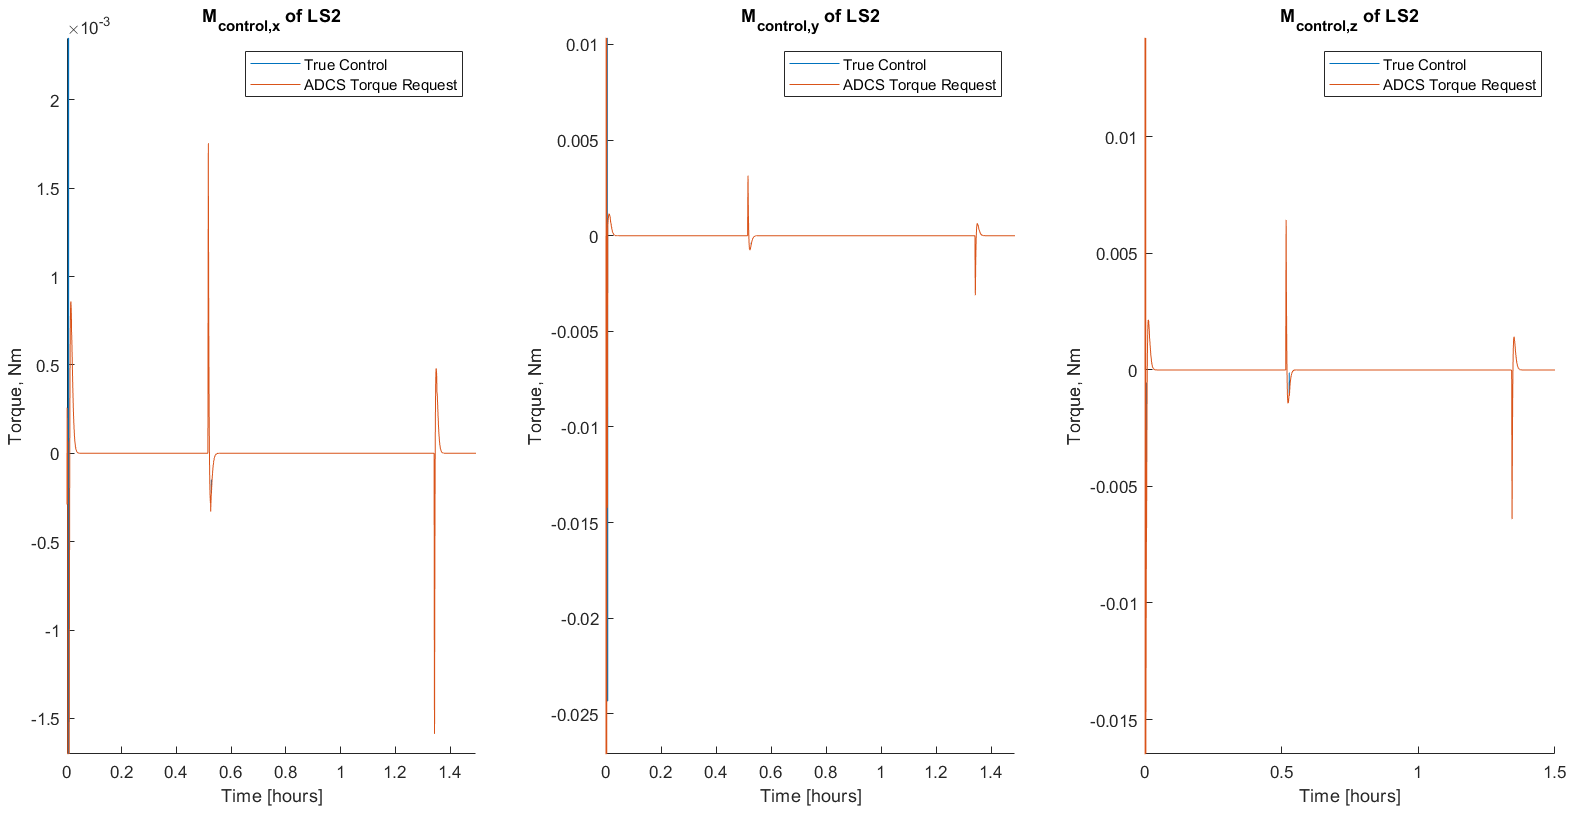 M_control,x of LS2
×10^-3
True Control
ADCS Torque Request
2
1.5
1
0.5
0
-0.5
-1
-1.5
Torque, Nm
0 0.2 0.4 0.6 0.8 1 1.2 1.4
Time [hours]
M_control,y of LS2
True Control
ADCS Torque Request
0.01
0.005
0
-0.005
-0.01
-0.015
-0.02
-0.025
Torque, Nm
0 0.2 0.4 0.6 0.8 1 1.2 1.4
Time [hours]
M_control,z of LS2
True Control
ADCS Torque Request
0.01
0.005
0
-0.005
-0.01
-0.015
Torque, Nm
0 0.5 1 1.5
Time [hours]